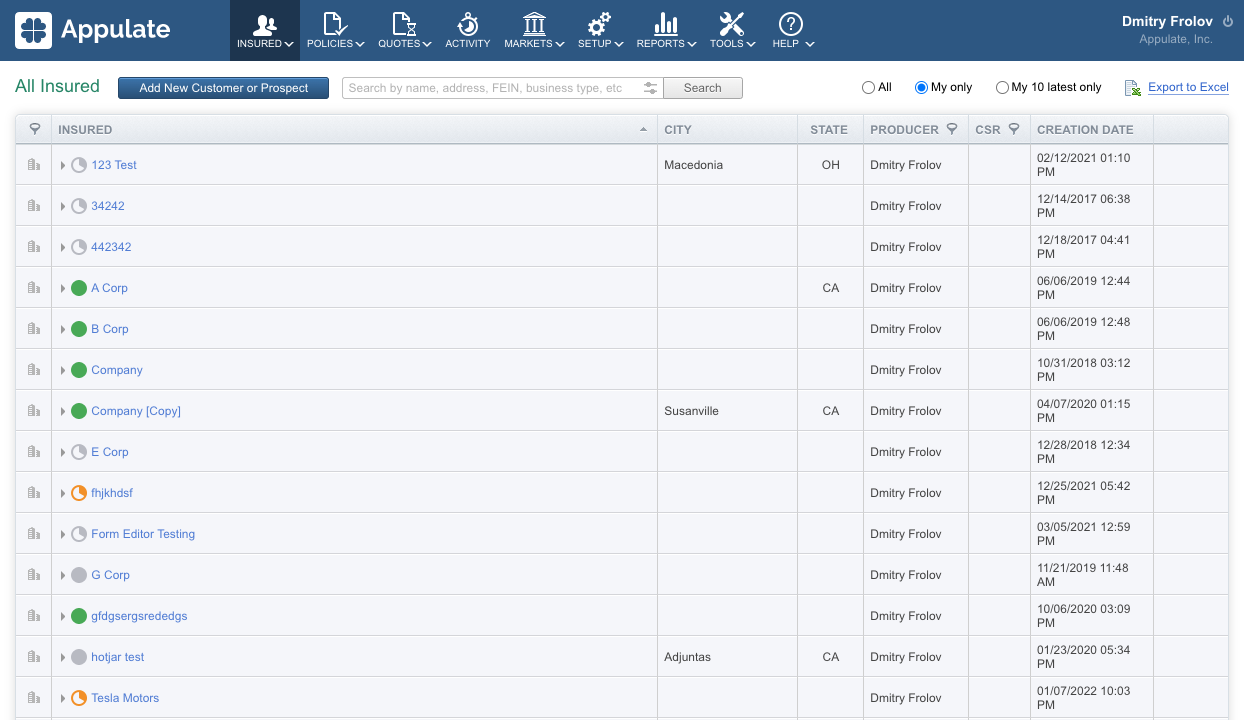 Appulate
INSURED
POLICIES
QUOTES
ACTIVITY
MARKETS
SETUP
REPORTS
TOOLS
HELP
Dmitry Frolov
Appulate, Inc.
All Insured
Add New Customer or Prospect
Search by name, address, FEIN, business type, etc
Search
All
My only
My 10 latest only
Export to Excel
INSURED CITY STATE PRODUCER CSR CREATION DATE
123 Test Macedonia OH Dmitry Frolov 02/12/2021 01:10
PM
34242 Dmitry Frolov 12/14/2017 06:38
PM
442342 Dmitry Frolov 12/18/2017 04:41
PM
A Corp CA Dmitry Frolov 06/06/2019 12:44
PM
B Corp Dmitry Frolov 06/06/2019 12:48
PM
Company Dmitry Frolov 10/31/2018 03:12
PM
Company [Copy] Susanville CA Dmitry Frolov 04/07/2020 01:15
PM
E Corp Dmitry Frolov 12/28/2018 12:34
PM
fhjkhdsf Dmitry Frolov 12/25/2021 05:42
PM
Form Editor Testing Dmitry Frolov 03/05/2021 12:59
PM
G Corp Dmitry Frolov 11/21/2019 11:48
AM
gfdgsergsrededgs Dmitry Frolov 10/06/2020 03:09
PM
hotjar test Adjuntas CA Dmitry Frolov 01/23/2020 05:34
PM
Tesla Motors Dmitry Frolov 01/07/2022 10:03
PM